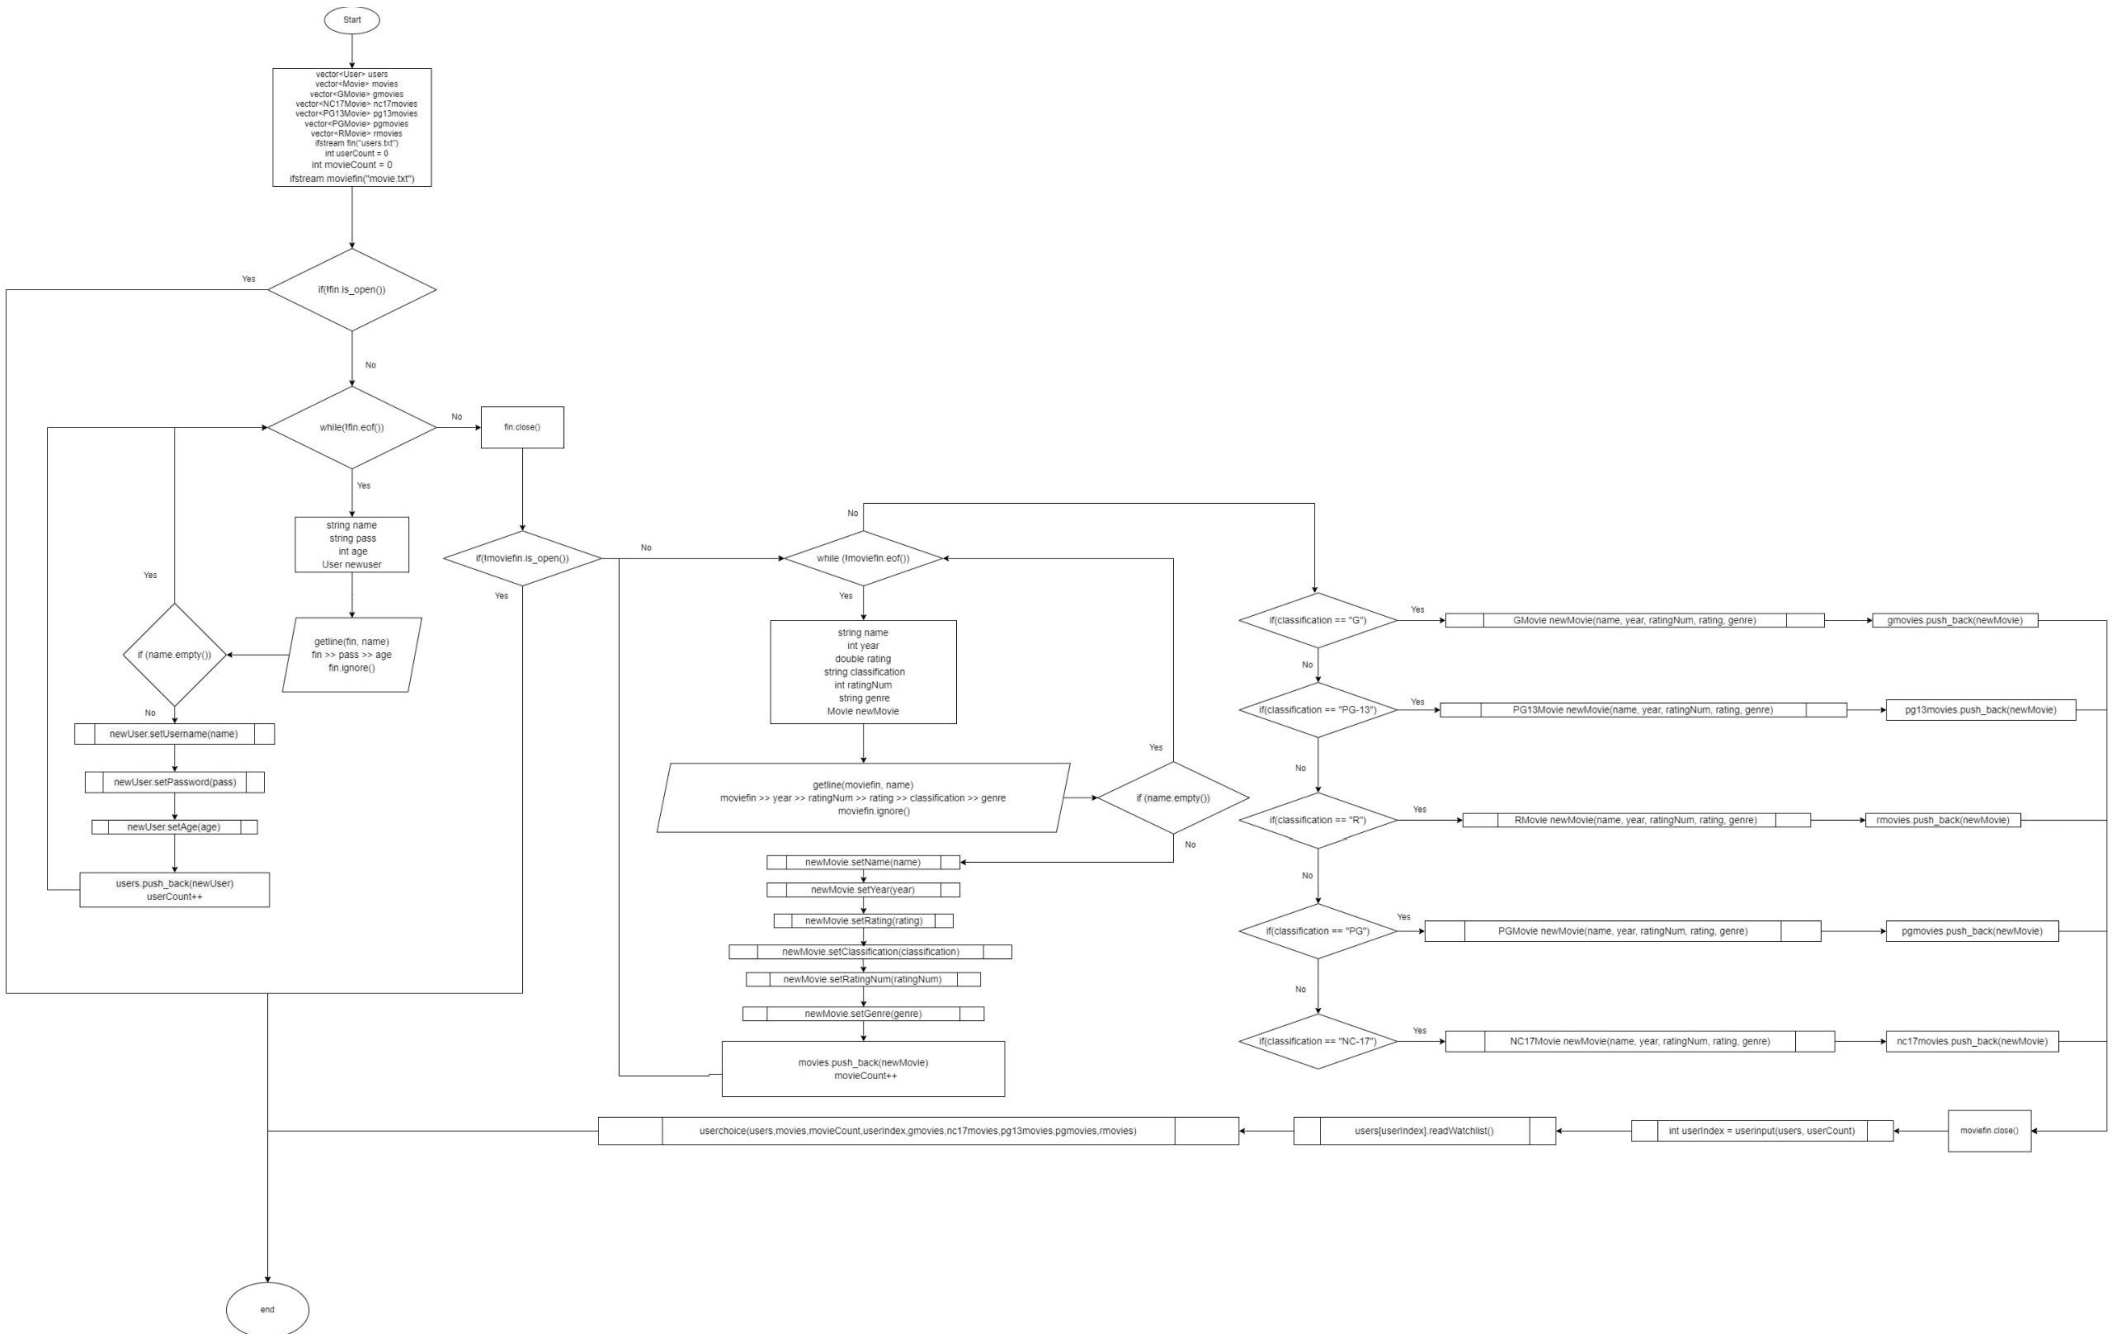 Start
vector<User> users
vector<Movie> movies
vector<GMovie> gmovies
vector<NC17Movie> nc17movies
vector<PG13Movie> pg13movies
vector<PGMovie> pgmovies
vector<RMovie> rmovies
ifstream fin("users.txt")
int userCount = 0
int movieCount = 0
ifstream moviefin("movie.txt")
Yes
if(!fin.is_open())
No
while(!fin.eof())
No
fin.close()
Yes
string name
string pass
int age
User newuser
getline(fin, name)
fin >> pass >> age
fin.ignore()
Yes
if (name.empty())
No
newUser.setUsername(name)
newUser.setPassword(pass)
newUser.setAge(age)
users.push_back(newUser)
userCount++
if(!moviefin.is_open())
No
Yes
while (!moviefin.eof())
No
Yes
string name
int year
double rating
string classification
int ratingNum
string genre
Movie newMovie
getline(moviefin, name)
moviefin >> year >> ratingNum >> rating >> classification >> genre
moviefin.ignore()
Yes
if (name.empty())
No
newMovie.setName(name)
newMovie.setYear(year)
newMovie.setRating(rating)
newMovie.setClassification(classification)
newMovie.setRatingNum(ratingNum)
newMovie.setGenre(genre)
movies.push_back(newMovie)
movieCount++
if(classification == "G")
Yes
GMovie newMovie(name, year, ratingNum, rating, genre)
gmovies.push_back(newMovie)
No
if(classification == "PG-13")
Yes
PG13Movie newMovie(name, year, ratingNum, rating, genre)
pg13movies.push_back(newMovie)
No
if(classification == "R")
Yes
RMovie newMovie(name, year, ratingNum, rating, genre)
rmovies.push_back(newMovie)
No
if(classification == "PG")
Yes
PGMovie newMovie(name, year, ratingNum, rating, genre)
pgmovies.push_back(newMovie)
No
if(classification == "NC-17")
Yes
NC17Movie newMovie(name, year, ratingNum, rating, genre)
nc17movies.push_back(newMovie)
moviefin.close()
int userIndex = userinput(users, userCount)
users[userIndex].readWatchlist()
userchoice(users,movies,movieCount,userIndex,gmovies,nc17movies,pg13movies,pgmovies,rmovies)
end